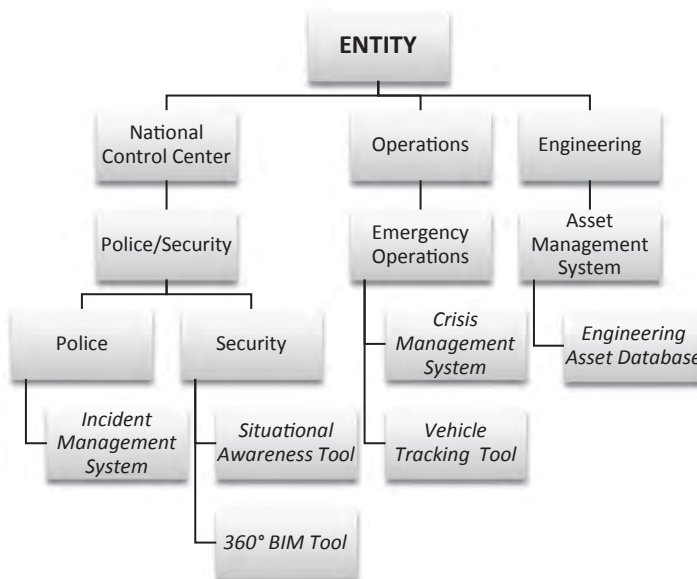 ENTITY
National
Control Center
Operations
Engineering
Police/Security
Emergency
Operations
Asset
Management
System
Police
Security
Crisis
Management
System
Engineering
Asset Database
Incident
Management
System
Situational
Awareness Tool
Vehicle
Tracking Tool
360° BIM Tool